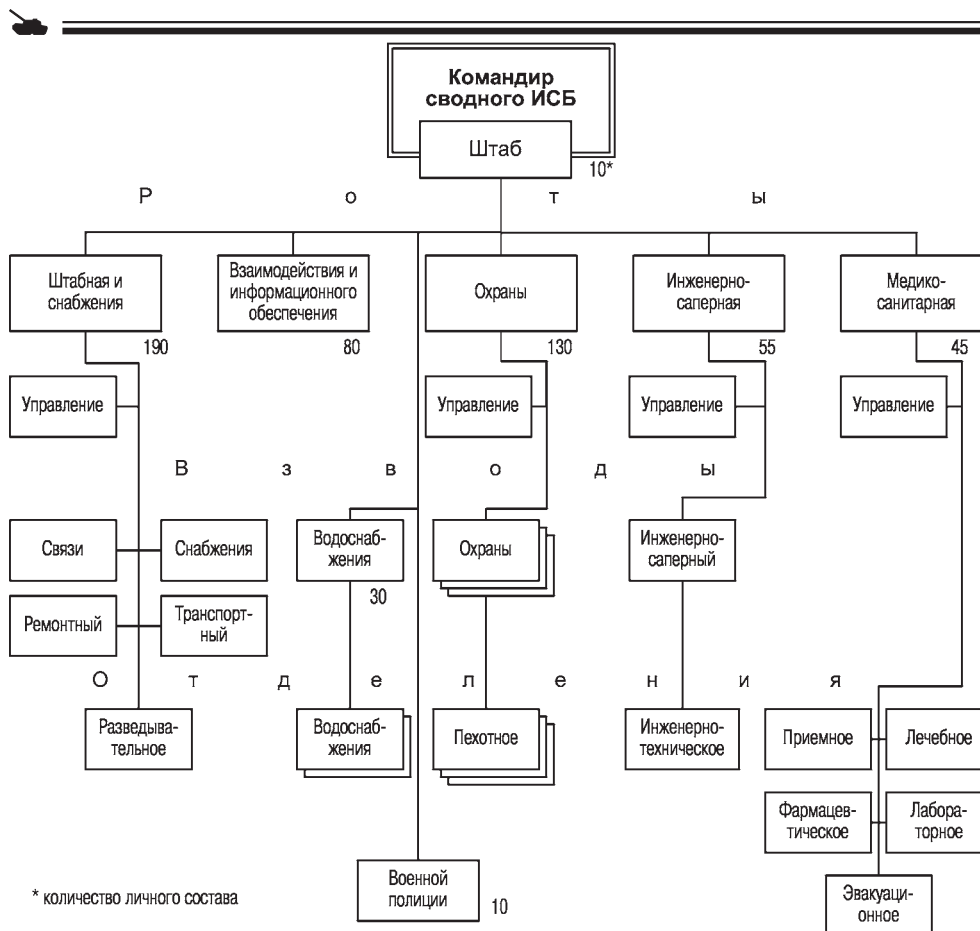 Командир
сводного ИСБ
Штаб
10*
Р о т ы
Штабная и
снабжения
190
Взаимодействия и
информационного
обеспечения
80
Охраны
130
Инженерно-
саперная
55
Медико-
санитарная
45
Управление
Управление
Управление
Управление
В з в о д ы
Связи
Снабжения
Водоснаб-
жения
30
Охраны
Инженерно-
саперный
Ремонтный
Транспорт-
ный
О т д е л е н и я
Разведыва-
тельное
Водоснаб-
жения
Пехотное
Инженерно-
техническое
Приемное
Лечебное
Фармацев-
тическое
Лабора-
торное
Военной
полиции
10
Эвакуаци-
онное
* количество личного состава